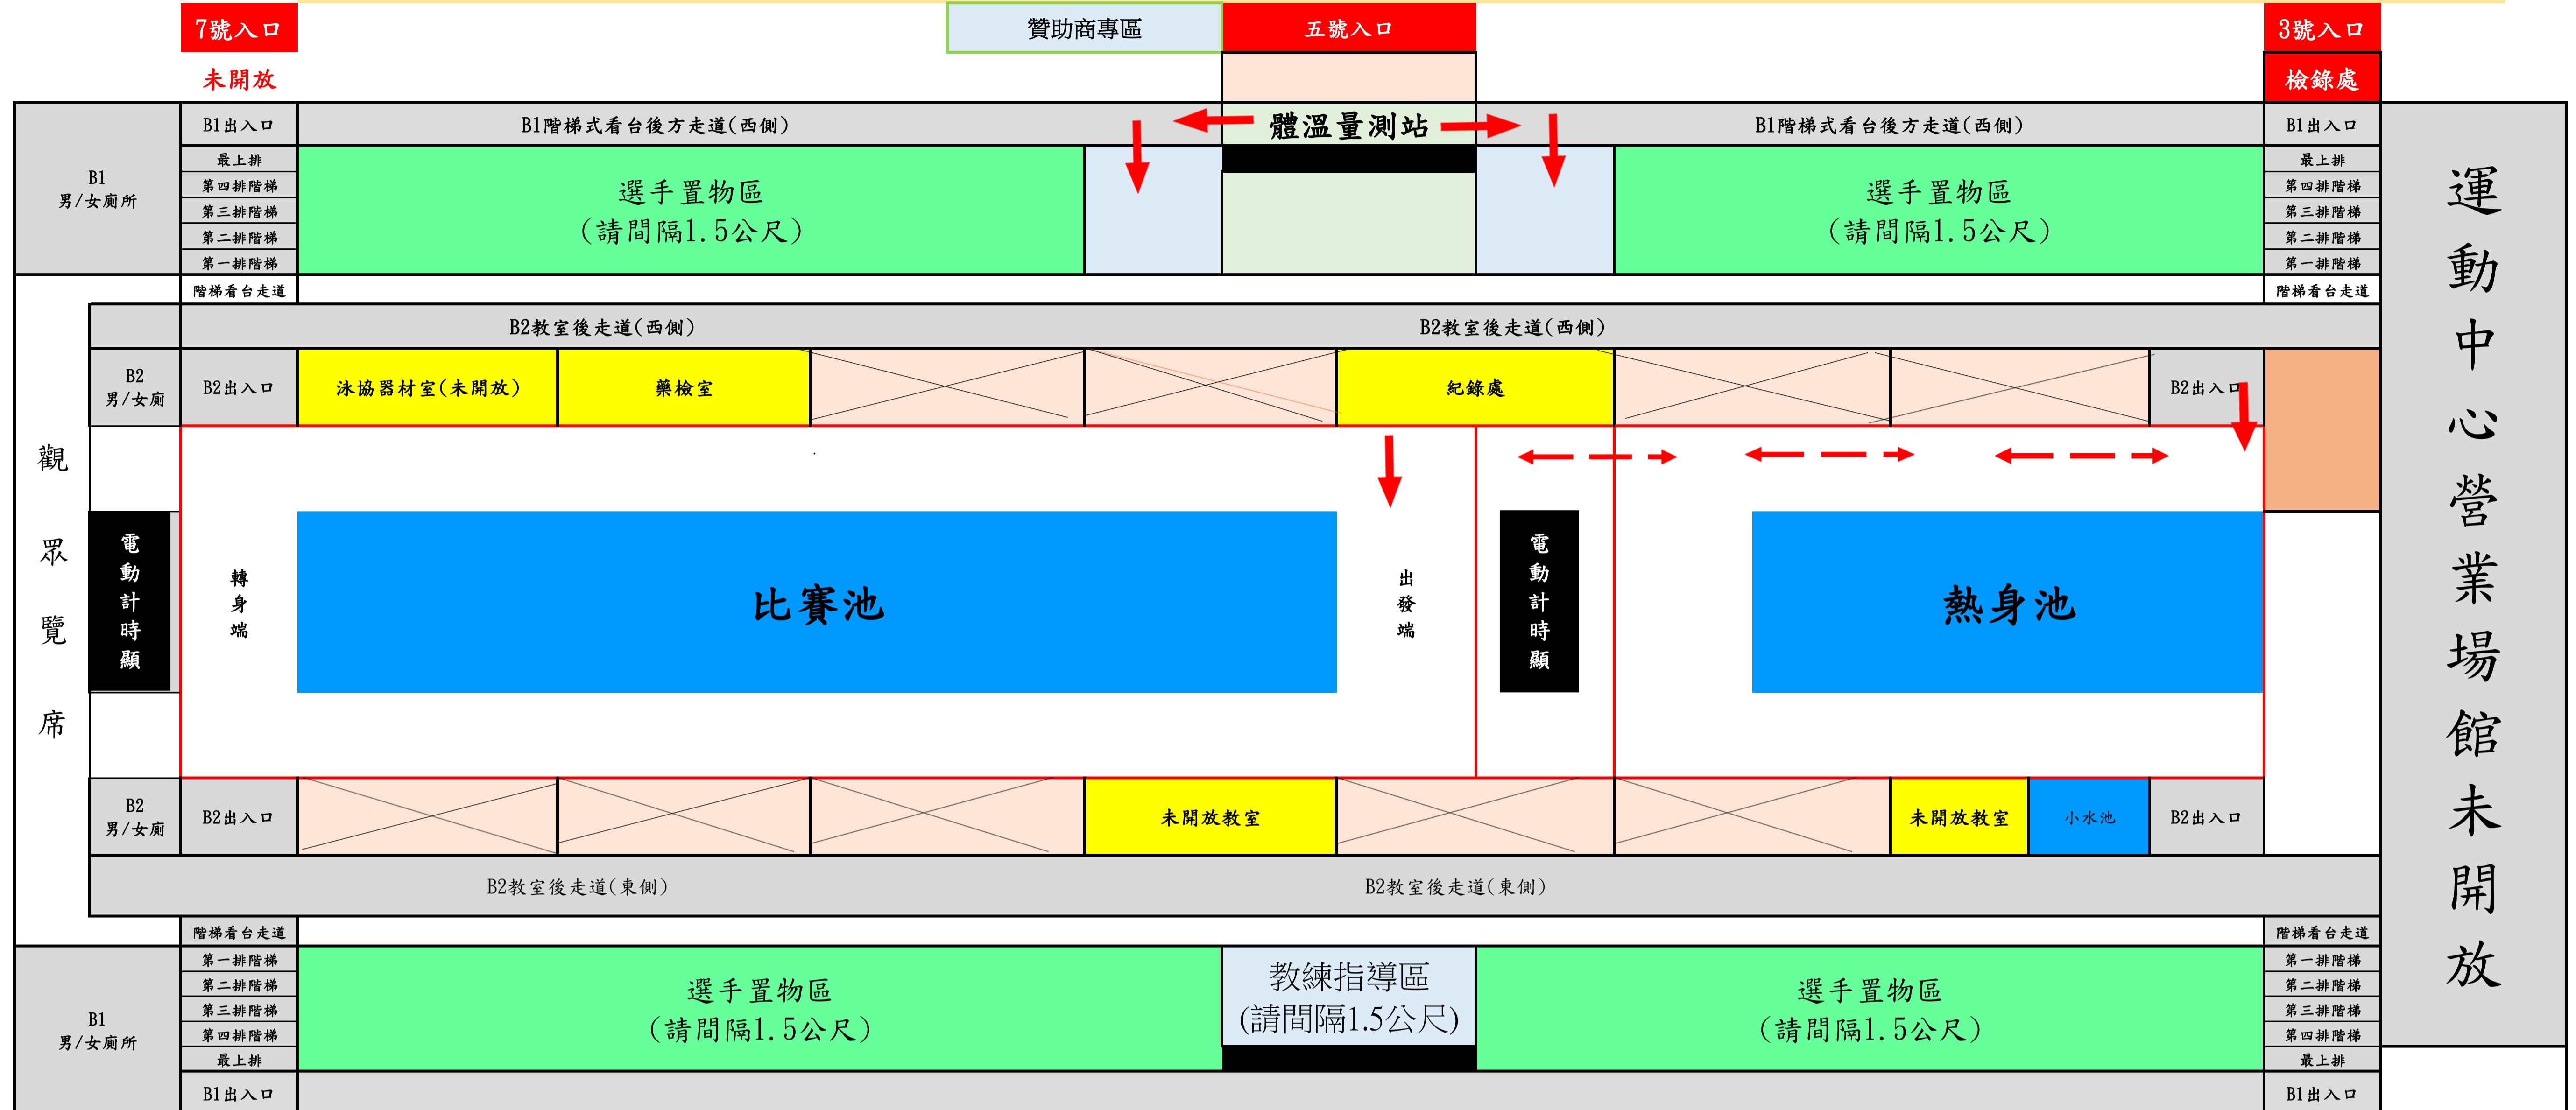 7號入口
贊助商專區
五號入口
3號入口
未開放
檢錄處
B1出入口
B1階梯式看台後方走道(西側)
體溫量測站
B1階梯式看台後方走道(西側)
B1出入口
B1
男/女廁所
最上排
第四排階梯
第三排階梯
第二排階梯
第一排階梯
選手置物區
(請間隔1.5公尺)
選手置物區
(請間隔1.5公尺)
最上排
第四排階梯
第三排階梯
第二排階梯
第一排階梯
運動中心營業場館未開放
階梯看台走道
階梯看台走道
B2教室後走道(西側)
B2教室後走道(西側)
B2
男/女廁
B2出入口
泳協器材室(未開放)
藥檢室
紀錄處
B2出入口
觀眾覽席
電動計時顯
轉身端
比賽池
出發端
電動計時顯
熱身池
B2
男/女廁
B2出入口
未開放教室
未開放教室
小水池
B2出入口
B2教室後走道(東側)
B2教室後走道(東側)
階梯看台走道
階梯看台走道
B1
男/女廁所
第一排階梯
第二排階梯
第三排階梯
第四排階梯
最上排
選手置物區
(請間隔1.5公尺)
教練指導區
(請間隔1.5公尺)
選手置物區
(請間隔1.5公尺)
第一排階梯
第二排階梯
第三排階梯
第四排階梯
最上排
B1出入口
B1出入口